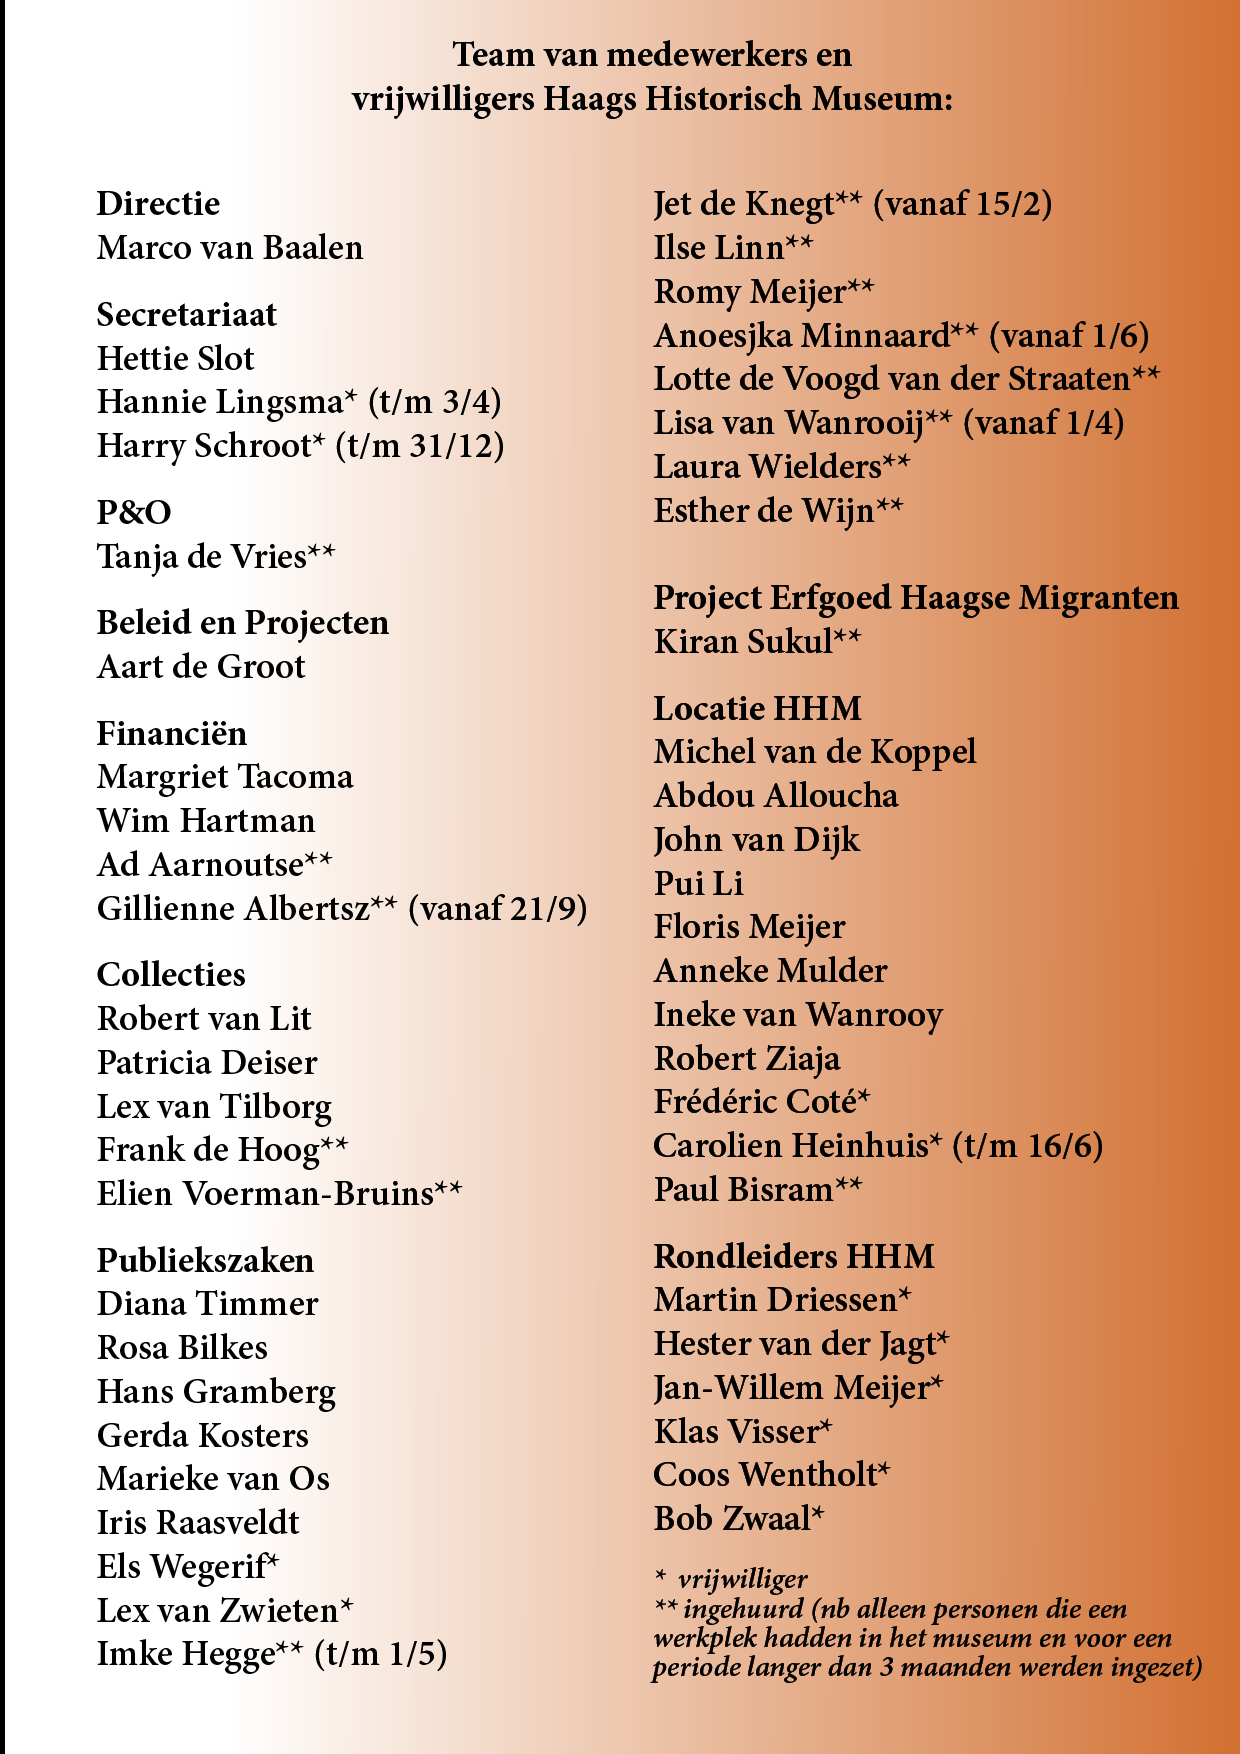 Team van medewerkers en
vrijwilligers Haags Historisch Museum:
Directie
Marco van Baalen
Secretariaat
Hettie Slot
Hannie Lingsma* (t/m 3/4)
Harry Schroot* (t/m 31/12)
P&O
Tanja de Vries**
Beleid en Projecten
Aart de Groot
Financiën
Margriet Tacoma
Wim Hartman
Ad Aarnoutse**
Gillienne Albertsz** (vanaf 21/9)
Collecties
Robert van Lit
Patricia Deiser
Lex van Tilborg
Frank de Hoog**
Elien Voerman-Bruins**
Publiekszaken
Diana Timmer
Rosa Bilkes
Hans Gramberg
Gerda Kosters
Marieke van Os
Iris Raasveldt
Els Wegerif*
Lex van Zwieten*
Imke Hegge** (t/m 1/5)
Jet de Knegt** (vanaf 15/2)
Ilse Linn**
Romy Meijer**
Anoesjka Minnaard** (vanaf 1/6)
Lotte de Voogd van der Straaten**
Lisa van Wanrooij** (vanaf 1/4)
Laura Wielders**
Esther de Wijn**
Project Erfgoed Haagse Migranten
Kiran Sukul**
Locatie HHM
Michel van de Koppel
Abdou Alloucha
John van Dijk
Pui Li
Floris Meijer
Anneke Mulder
Ineke van Wanrooy
Robert Ziaja
Frédéric Coté*
Carolien Heinhuis* (t/m 16/6)
Paul Bisram**
Rondleiders HHM
Martin Driessen*
Hester van der Jagt*
Jan-Willem Meijer*
Klas Visser*
Coos Wentholt*
Bob Zwaal*
* vrijwilliger
** ingehuurd (nb alleen personen die een
werkplek hadden in het museum en voor een
periode langer dan 3 maanden werden ingezet)